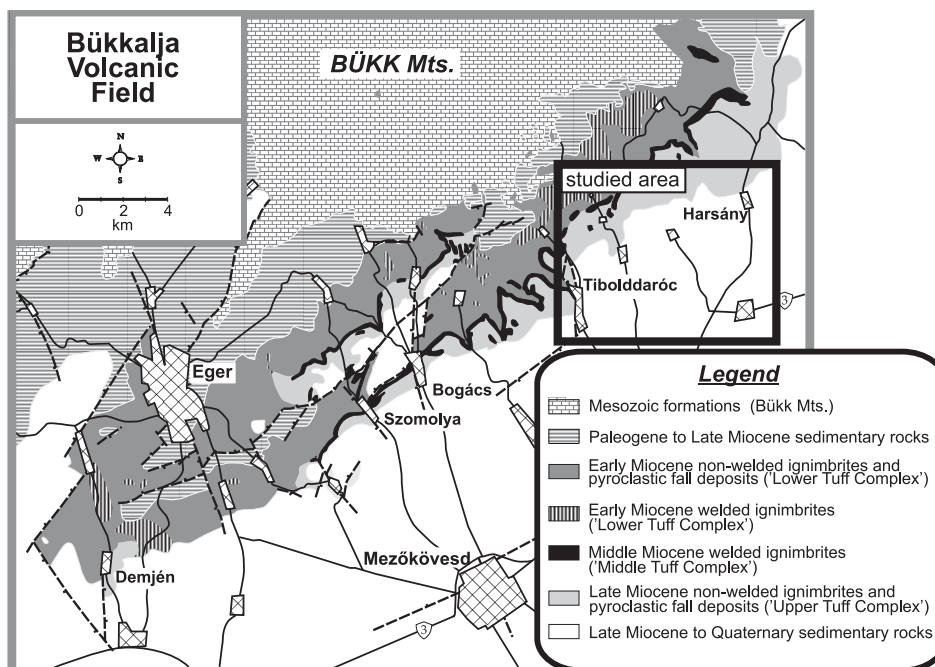 Bükkalja
Volcanic
Field
N
W E
S
0 2 4
km
BÜKK Mts.
studied area
Harsány
Tibolddaróc
3
Eger
Bogács
Szomolya
Mezőkövesd
Demjén
3
Legend
Mesozoic formations (Bükk Mts.)
Paleogene to Late Miocene sedimentary rocks
Early Miocene non-welded ignimbrites and
pyroclastic fall deposits ('Lower Tuff Complex')
Early Miocene welded ignimbrites
('Lower Tuff Complex')
Middle Miocene welded ignimbrites
('Middle Tuff Complex')
Late Miocene non-welded ignimbrites and
pyroclastic fall deposits ('Upper Tuff Complex')
Late Miocene to Quaternary sedimentary rocks